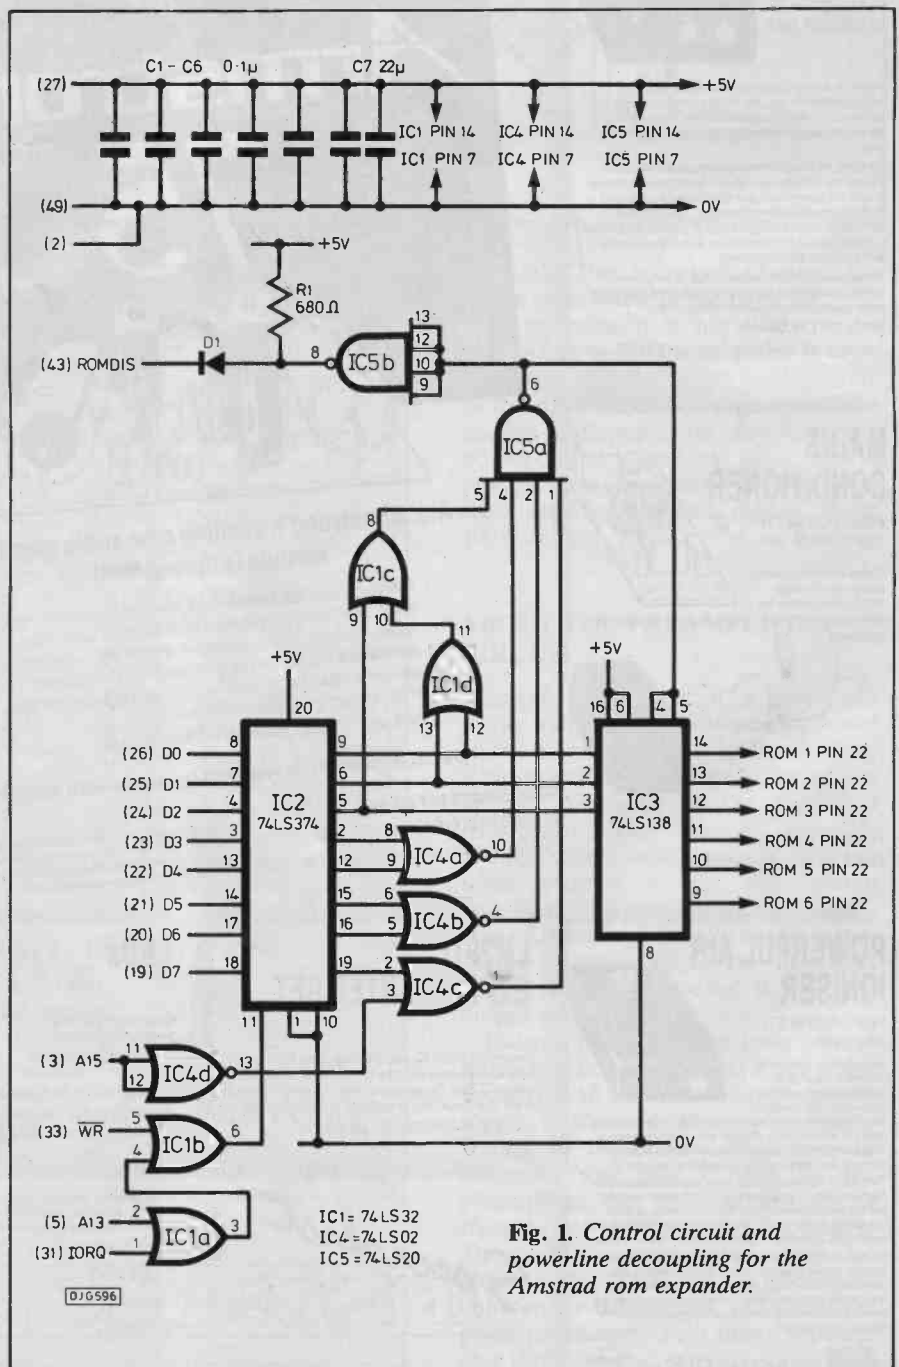 C1 – C6 0·1µ C7 22µ
(27) +5V
IC1 PIN 14 IC4 PIN 14 IC5 PIN 14
IC1 PIN 7 IC4 PIN 7 IC5 PIN 7
(49) 0V
(2) +5V
R1
680Ω
13
D1 8 12
(43) ROMDIS IC5b 10
9
6
IC5a
5 4 2 1
8
IC1c
9 10 11
+5V +5V
IC1d
20 16 6 4 5
13 12
(26) D0 8 9 1 14 ROM 1 PIN 22
(25) D1 7 6 2 13 ROM 2 PIN 22
(24) D2 4 IC2 5 3 IC3 12 ROM 3 PIN 22
74LS374 74LS138
(23) D3 3 2 8 11 ROM 4 PIN 22
IC4a 10
(22) D4 13 12 9 10 ROM 5 PIN 22
(21) D5 14 15 6 9 ROM 6 PIN 22
IC4b 4
(20) D6 17 16 5
8
(19) D7 18 19 2
IC4c 1
3
11 1 10
(3) A15 11
12 IC4d 13
(33) W̅R̅ 5
4 IC1b 6 0V
(5) A13 2
IC1a 3
(31) IORQ 1
IC1 = 74LS32
IC4 = 74LS02
IC5 = 74LS20
Fig. 1. Control circuit and
powerline decoupling for the
Amstrad rom expander.
DJG596